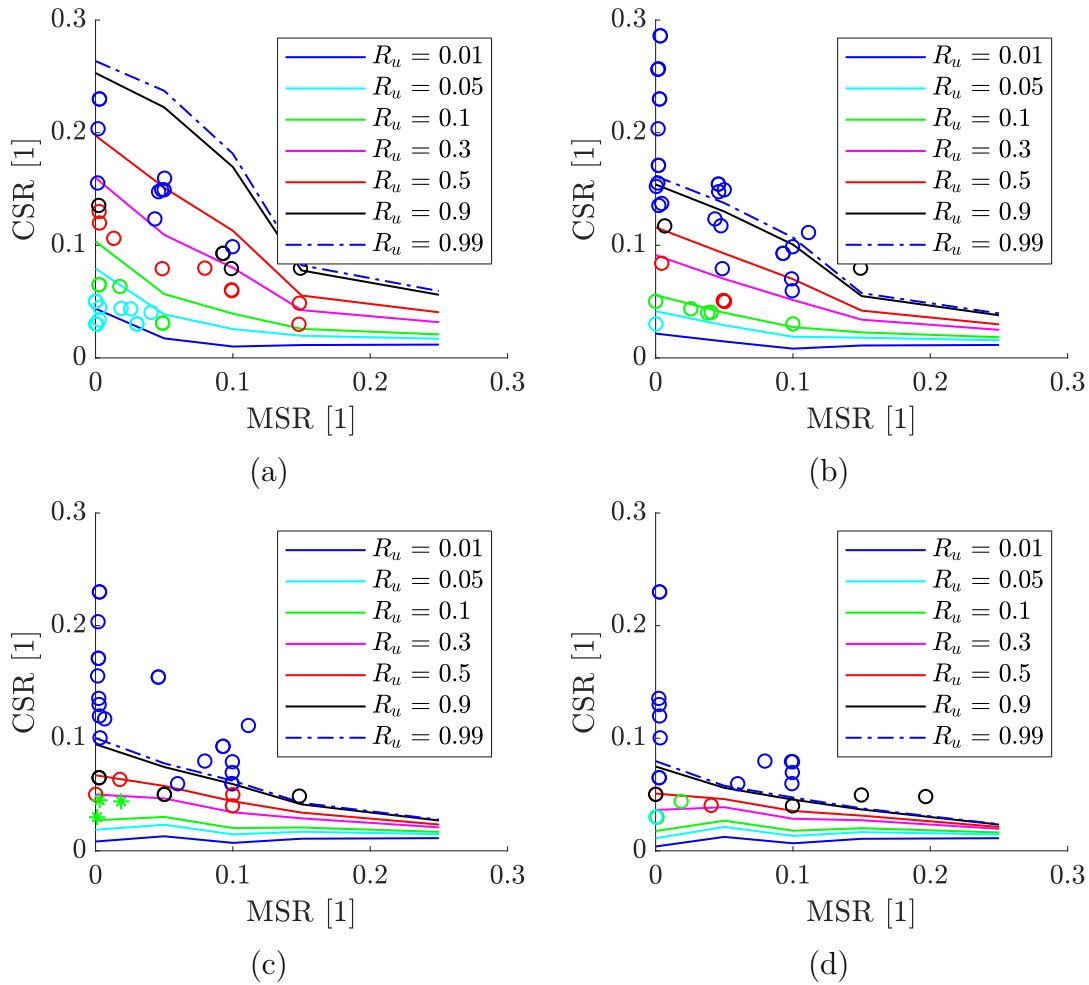 0.3
0.2
0.1
0
CSR [1]
R_u = 0.01
R_u = 0.05
R_u = 0.1
R_u = 0.3
R_u = 0.5
R_u = 0.9
R_u = 0.99
0 0.1 0.2 0.3
MSR [1]
(a)
0.3
0.2
0.1
0
CSR [1]
R_u = 0.01
R_u = 0.05
R_u = 0.1
R_u = 0.3
R_u = 0.5
R_u = 0.9
R_u = 0.99
0 0.1 0.2 0.3
MSR [1]
(b)
0.3
0.2
0.1
0
CSR [1]
R_u = 0.01
R_u = 0.05
R_u = 0.1
R_u = 0.3
R_u = 0.5
R_u = 0.9
R_u = 0.99
0 0.1 0.2 0.3
MSR [1]
(c)
0.3
0.2
0.1
0
CSR [1]
R_u = 0.01
R_u = 0.05
R_u = 0.1
R_u = 0.3
R_u = 0.5
R_u = 0.9
R_u = 0.99
0 0.1 0.2 0.3
MSR [1]
(d)